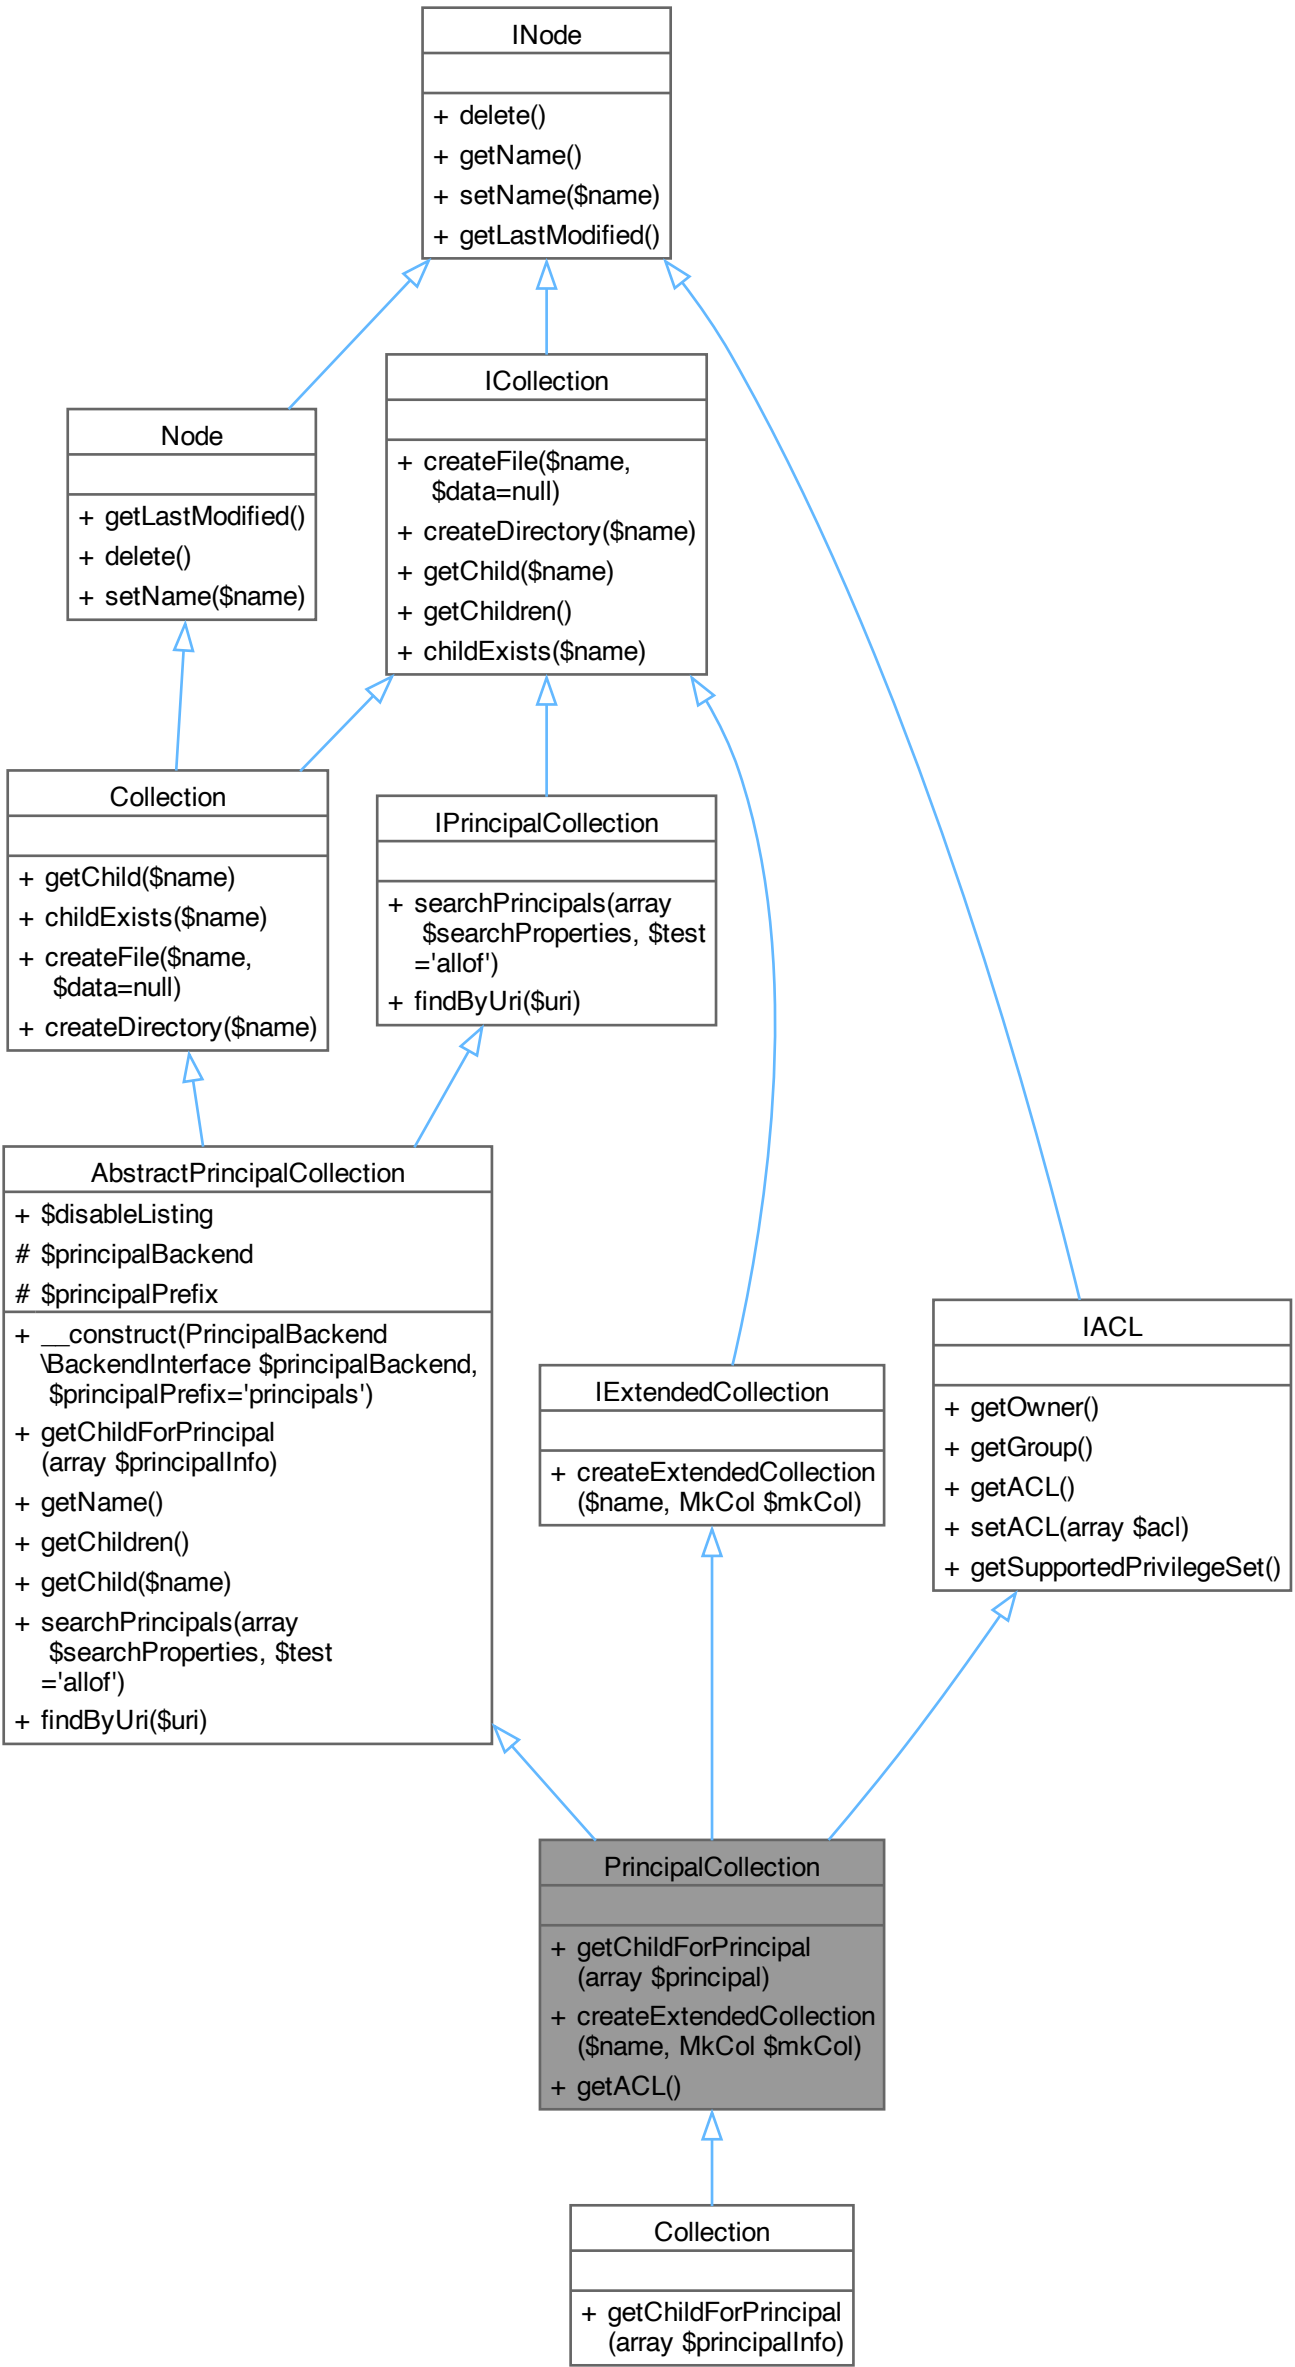 INode
+ delete()
+ getName()
+ setName($name)
+ getLastModified()
ICollection
+ createFile($name,
$data=null)
+ createDirectory($name)
+ getChild($name)
+ getChildren()
+ childExists($name)
Node
+ getLastModified()
+ delete()
+ setName($name)
Collection
+ getChild($name)
+ childExists($name)
+ createFile($name,
$data=null)
+ createDirectory($name)
IPrincipalCollection
+ searchPrincipals(array
$searchProperties, $test
='allof')
+ findByUri($uri)
AbstractPrincipalCollection
+ $disableListing
# $principalBackend
# $principalPrefix
+ __construct(PrincipalBackend
\BackendInterface $principalBackend,
$principalPrefix='principals')
+ getChildForPrincipal
(array $principalInfo)
+ getName()
+ getChildren()
+ getChild($name)
+ searchPrincipals(array
$searchProperties, $test
='allof')
+ findByUri($uri)
IExtendedCollection
+ createExtendedCollection
($name, MkCol $mkCol)
IACL
+ getOwner()
+ getGroup()
+ getACL()
+ setACL(array $acl)
+ getSupportedPrivilegeSet()
PrincipalCollection
+ getChildForPrincipal
(array $principal)
+ createExtendedCollection
($name, MkCol $mkCol)
+ getACL()
Collection
+ getChildForPrincipal
(array $principalInfo)